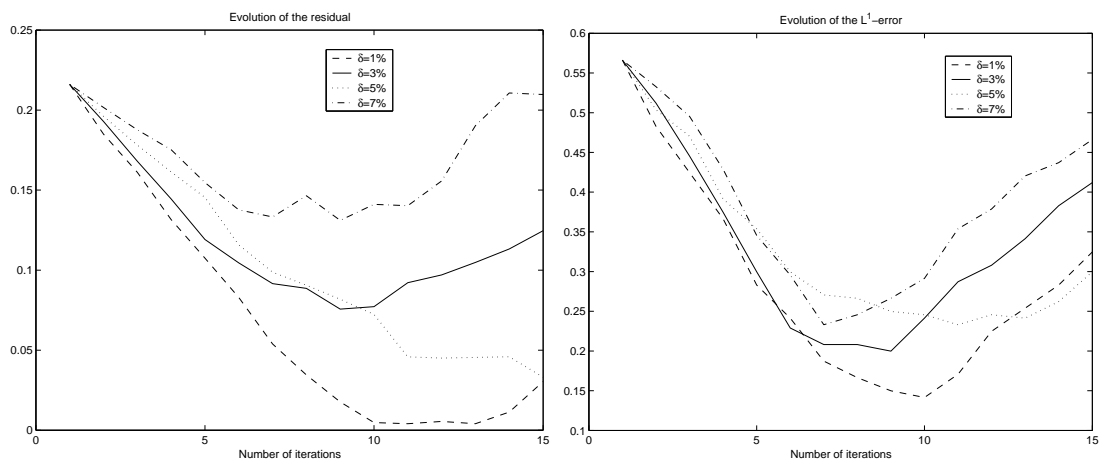 Evolution of the residual
0.25
0.2
0.15
0.1
0.05
0
0
5
10
15
Number of iterations
δ=1%
δ=3%
δ=5%
δ=7%
Evolution of the L¹−error
0.6
0.55
0.5
0.45
0.4
0.35
0.3
0.25
0.2
0.15
0.1
0
5
10
15
Number of iterations
δ=1%
δ=3%
δ=5%
δ=7%